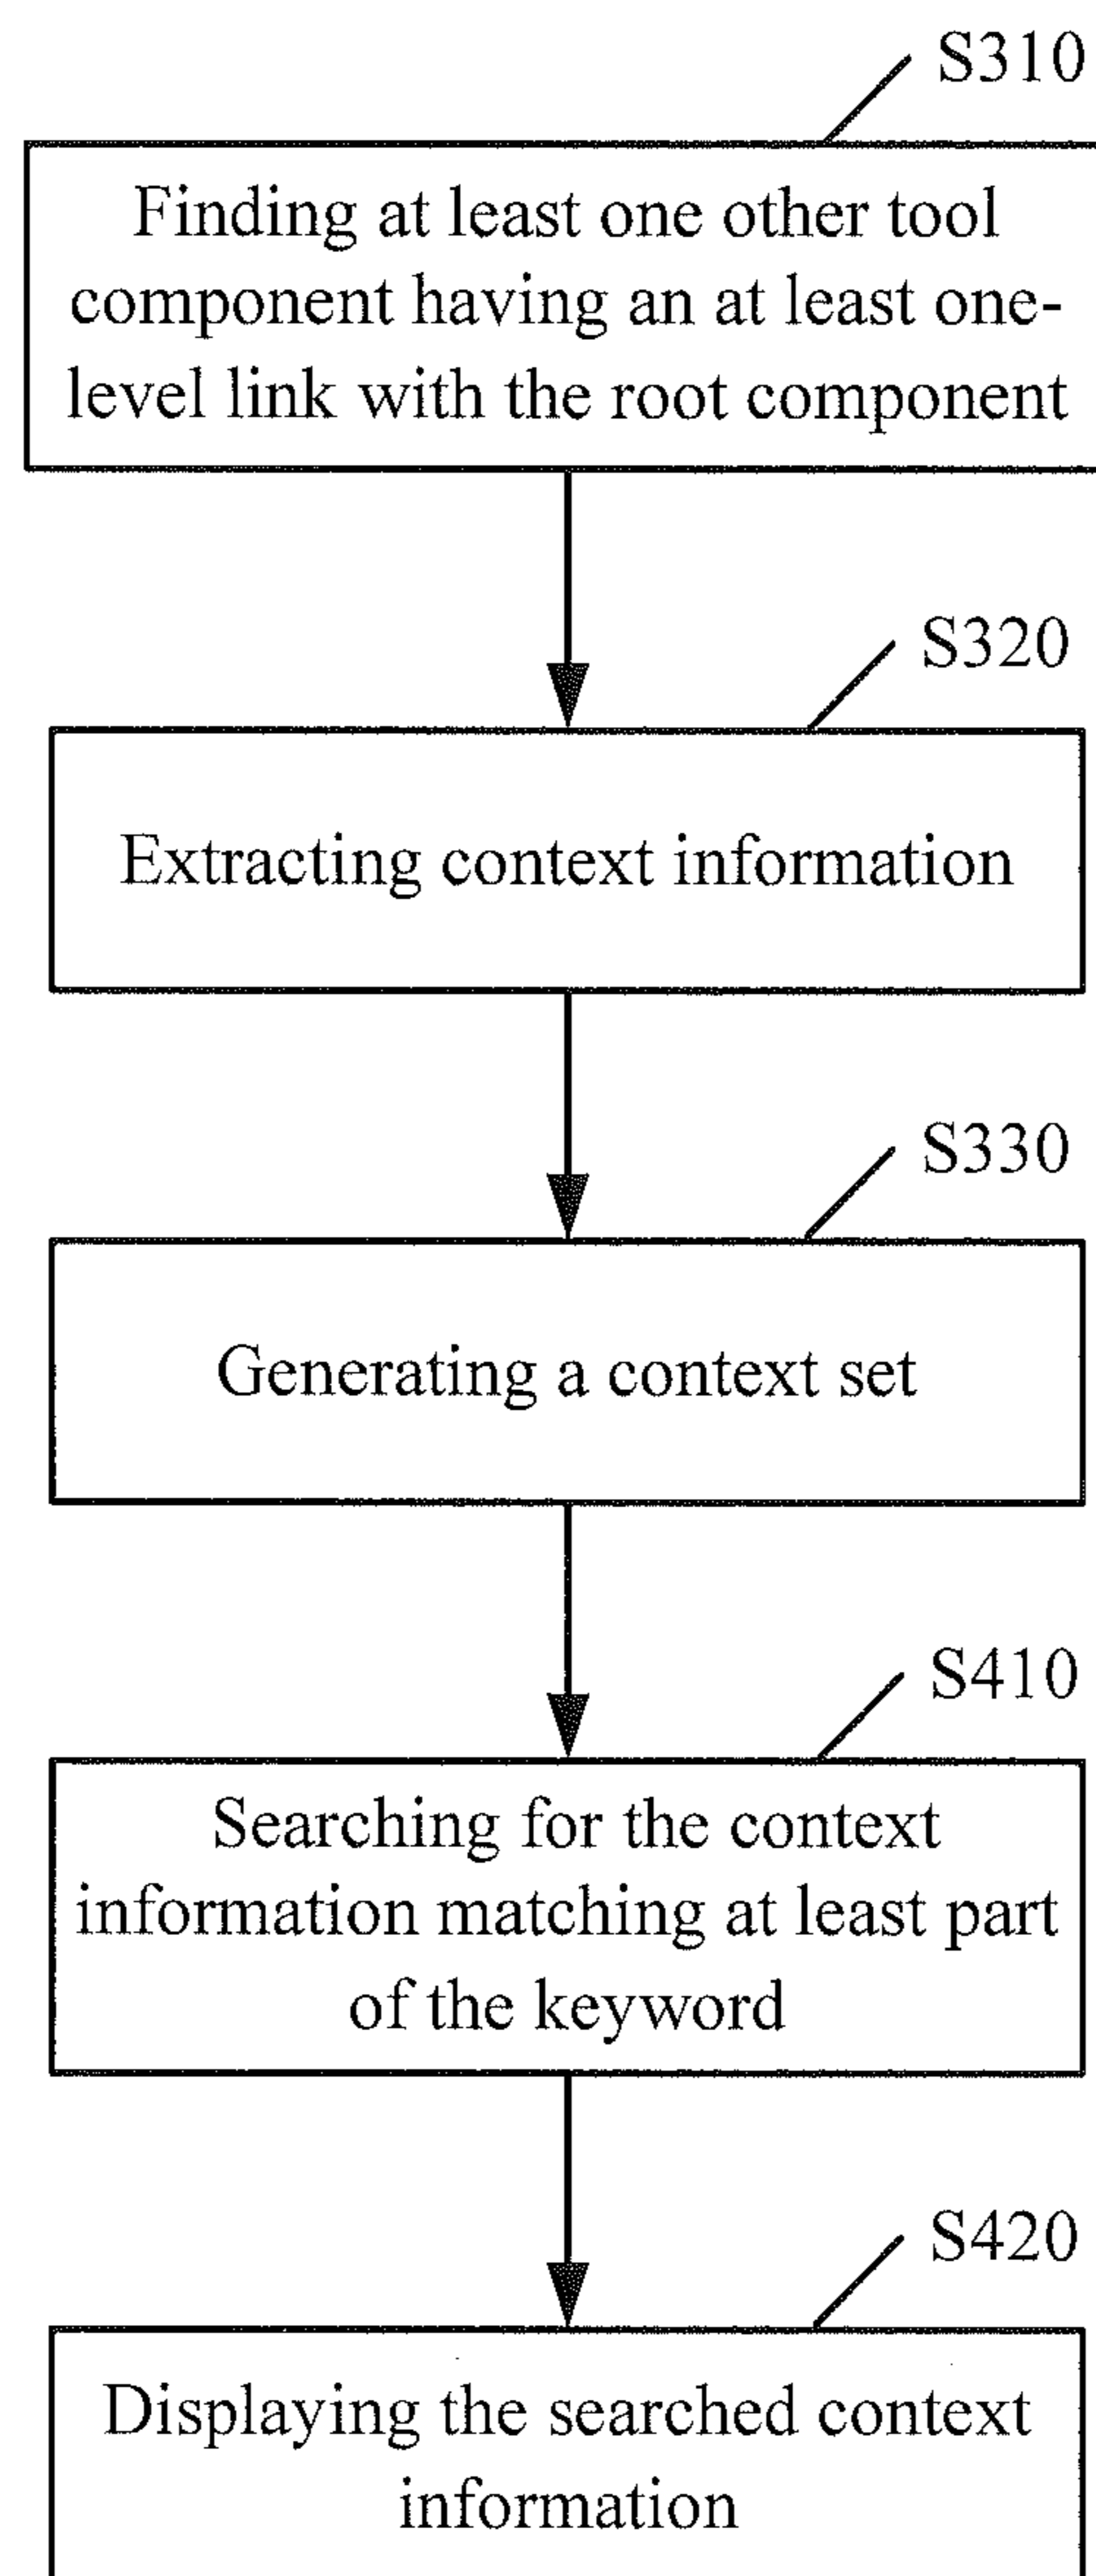 S310
Finding at least one other tool
component having an at least one-
level link with the root component
S320
Extracting context information
S330
Generating a context set
S410
Searching for the context
information matching at least part
of the keyword
S420
Displaying the searched context
information